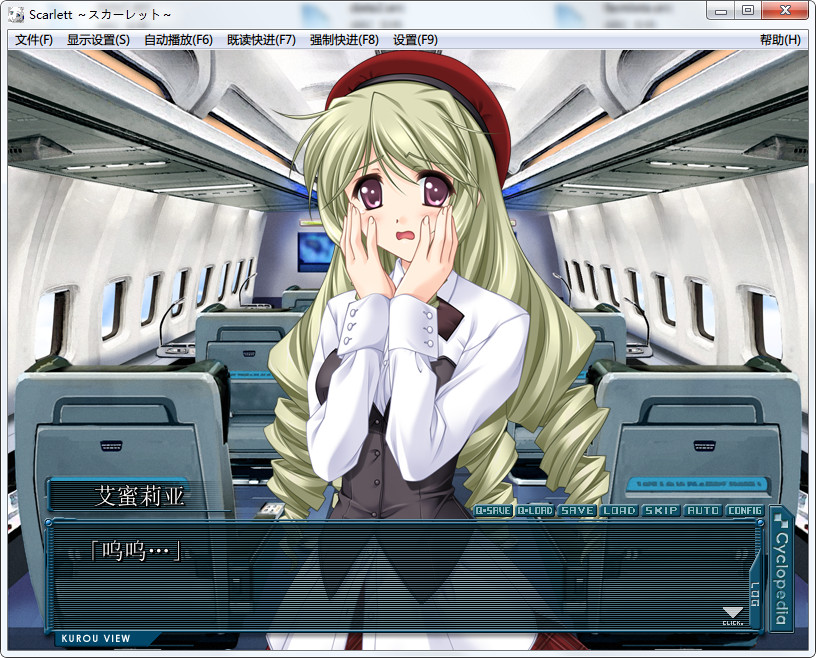 Scarlett ~スカーレット~
文件(F) 显示设置(S) 自动播放(F6) 既读快进(F7) 强制快进(F8) 设置(F9) 帮助(H)
艾蜜莉亚
Q•SAVE Q•LOAD SAVE LOAD SKIP AUTO CONFIG
「呜呜…」
Cyclopedia
LOG
CLICK.
KUROU VIEW